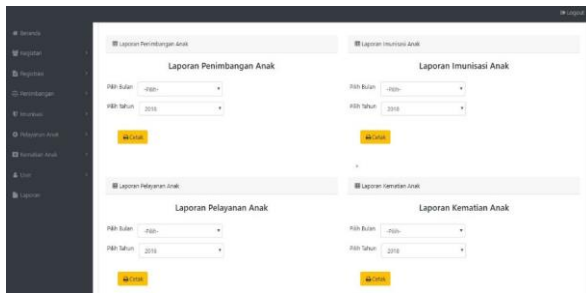 Logout
Beranda
Kegiatan
Registrasi
Penimbangan
Imunisasi
Pelayanan Anak
Kematian Anak
User
Laporan
Laporan Penimbangan Anak
Laporan Penimbangan Anak
Pilih Bulan -Pilih-
Pilih Tahun 2018
Cetak
Laporan Imunisasi Anak
Laporan Imunisasi Anak
Pilih Bulan -Pilih-
Pilih Tahun 2018
Cetak
Laporan Pelayanan Anak
Laporan Pelayanan Anak
Pilih Bulan -Pilih-
Pilih Tahun 2018
Cetak
Laporan Kematian Anak
Laporan Kematian Anak
Pilih Bulan -Pilih-
Pilih Tahun 2018
Cetak